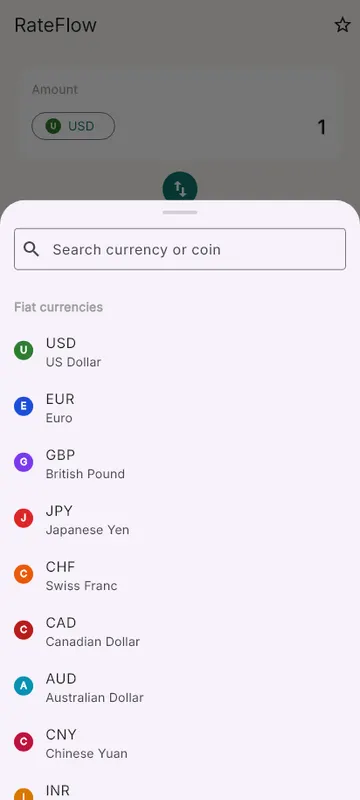 RateFlow
Amount
U USD
1
Search currency or coin
Fiat currencies
U USD
US Dollar
E EUR
Euro
G GBP
British Pound
J JPY
Japanese Yen
C CHF
Swiss Franc
C CAD
Canadian Dollar
A AUD
Australian Dollar
C CNY
Chinese Yuan
I INR